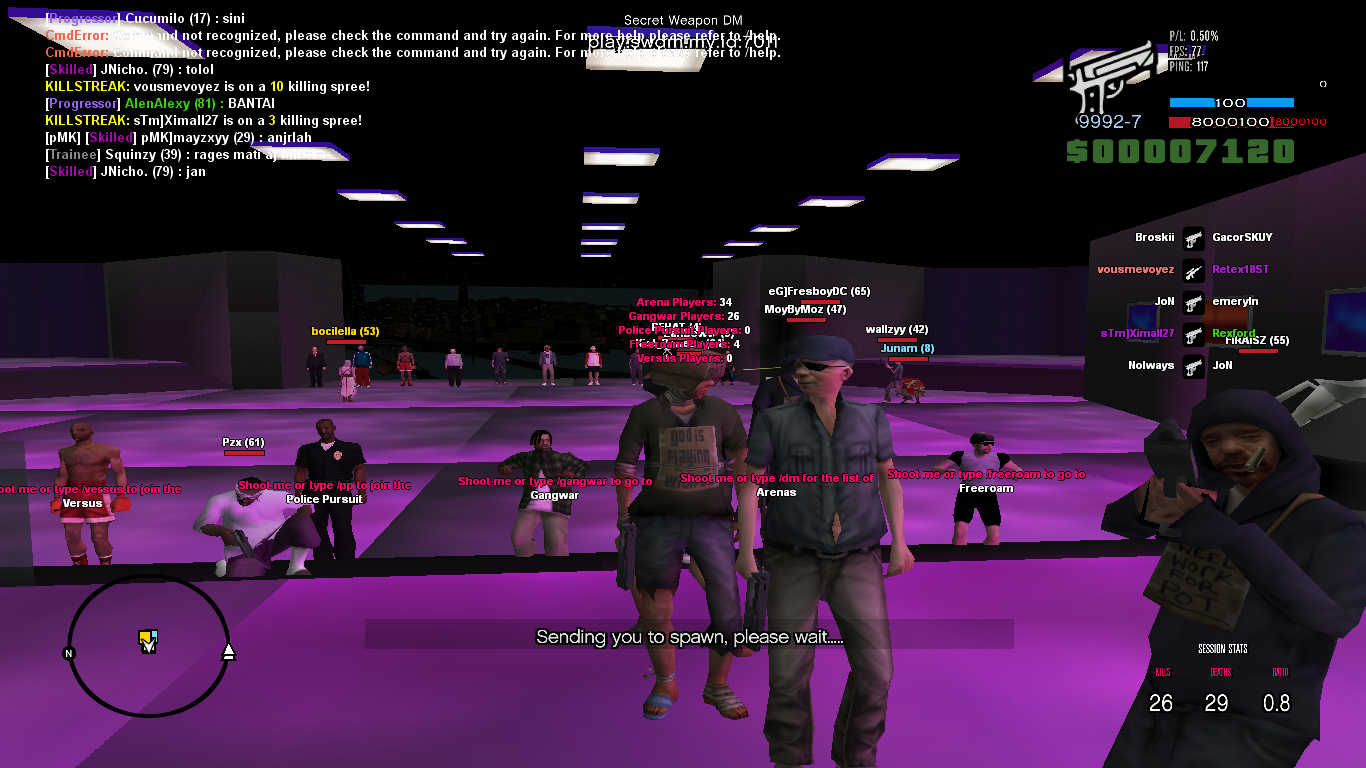 Secret Weapon DM
[Progressor] Cucumilo (17) : sini
CmdError: Command not recognized, please check the command and try again. For more help please refer to /help.
CmdError: Command not recognized, please check the command and try again. For more help please refer to /help.
[Skilled] JNicho. (79) : tolol
KILLSTREAK: vousmevoyez is on a 10 killing spree!
[Progressor] AlenAlexy (81) : BANTAI
KILLSTREAK: sTm]Ximall27 is on a 3 killing spree!
[pMK] [Skilled] pMK]mayzxyy (29) : anjrlah
[Trainee] Squinzy (39) : rages mati
[Skilled] JNicho. (79) : jan
P/L: 0.50%
FPS: 77
PING: 117
100
9992-7
8000100
8000100
$00007120
Broskii GacorSKUY
vousmevoyez Retex18ST
JoN emeryln
sTm]Ximall27 Rexford
Nolways JoN
FIRAISZ (55)
eG]FresboyDC (65)
MoyByMoz (47)
wallzyy (42)
Junam (8)
bocilella (53)
Arena Players: 34
Gangwar Players: 26
Police Pursuit Players: 0
Freeroam Players: 4
Versus Players: 0
Pzx (61)
god is
playing
Shoot me or type /versus to join the
Versus
Shoot me or type /pp to join the
Police Pursuit
Shoot me or type /gangwar to go to
Gangwar
Shoot me or type /dm for the list of
Arenas
Shoot me or type /freeroam to go to
Freeroam
WORK
FOR
POT
N
Sending you to spawn, please wait.....
SESSION STATS
KILLS DEATHS RATIO
26 29 0.8